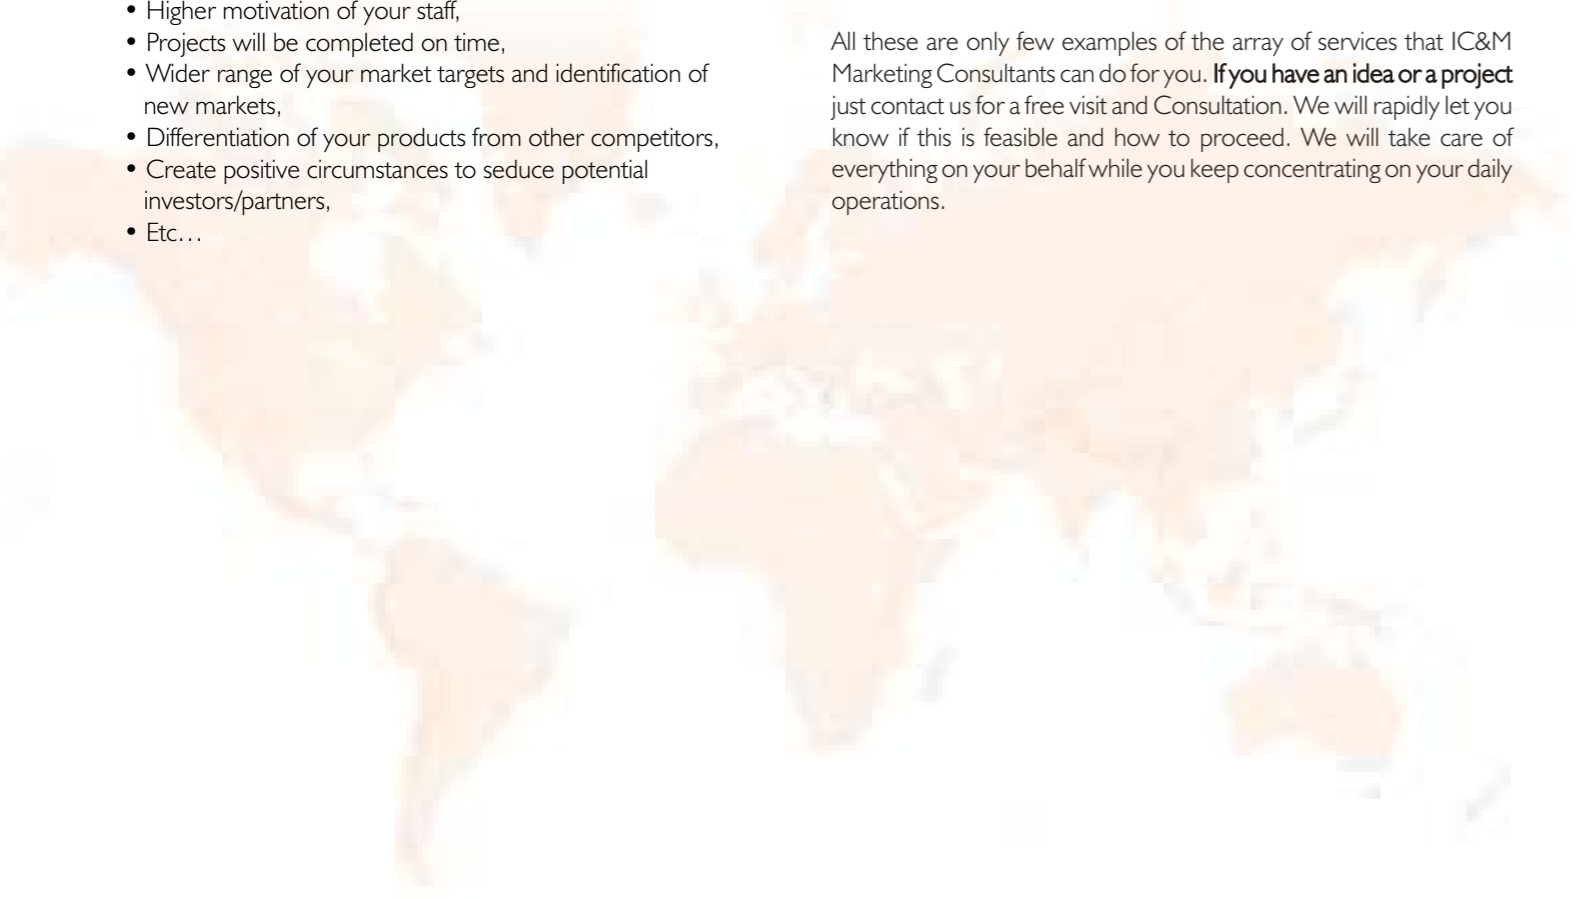 • Higher motivation of your staff,
• Projects will be completed on time,
• Wider range of your market targets and identification of
new markets,
• Differentiation of your products from other competitors,
• Create positive circumstances to seduce potential
investors/partners,
• Etc…
All these are only few examples of the array of services that IC&M
Marketing Consultants can do for you. If you have an idea or a project
just contact us for a free visit and Consultation. We will rapidly let you
know if this is feasible and how to proceed. We will take care of
everything on your behalf while you keep concentrating on your daily
operations.